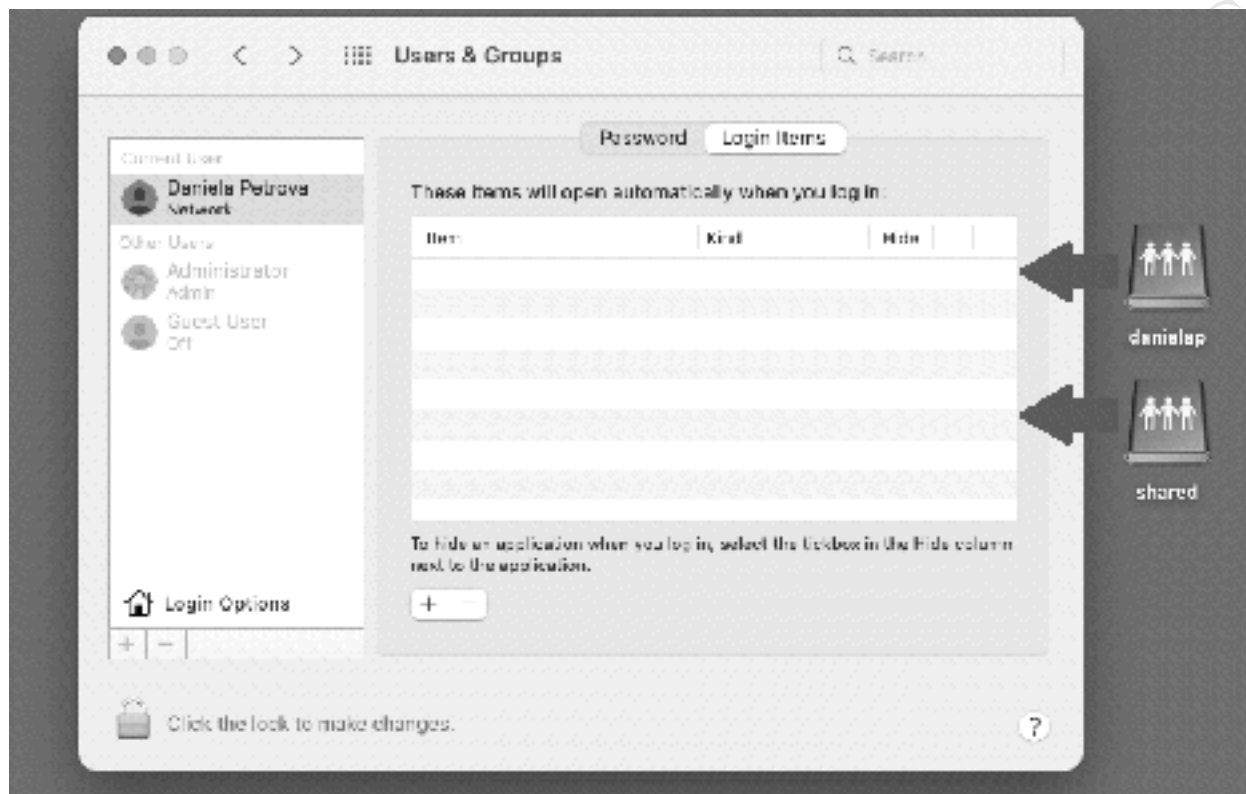 Users & Groups
Search
Password
Login Items
Current User
Daniela Petrova
Network
Other Users
Administrator
Admin
Guest User
Off
Login Options
These items will open automatically when you log in:
Item
Kind
Hide
To hide an application when you log in, select the tickbox in the Hide column
next to the application.
Click the lock to make changes.
?
danielap
shared